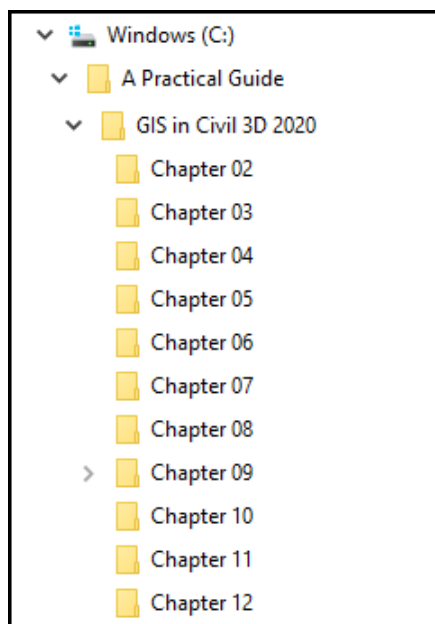 Windows (C:)
A Practical Guide
GIS in Civil 3D 2020
Chapter 02
Chapter 03
Chapter 04
Chapter 05
Chapter 06
Chapter 07
Chapter 08
Chapter 09
Chapter 10
Chapter 11
Chapter 12